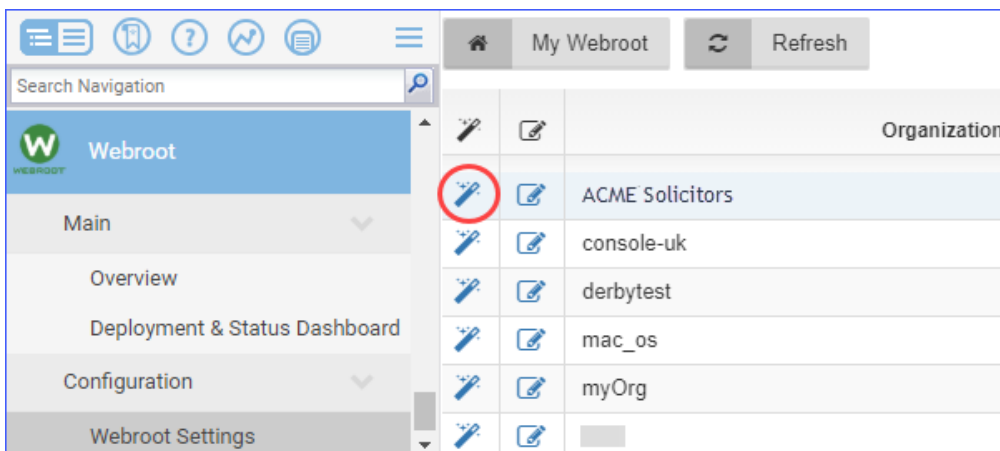 My Webroot
Refresh
Search Navigation
W
WEBROOT
Webroot
Main
Overview
Deployment & Status Dashboard
Configuration
Webroot Settings
Organization
ACME Solicitors
console-uk
derbytest
mac_os
myOrg